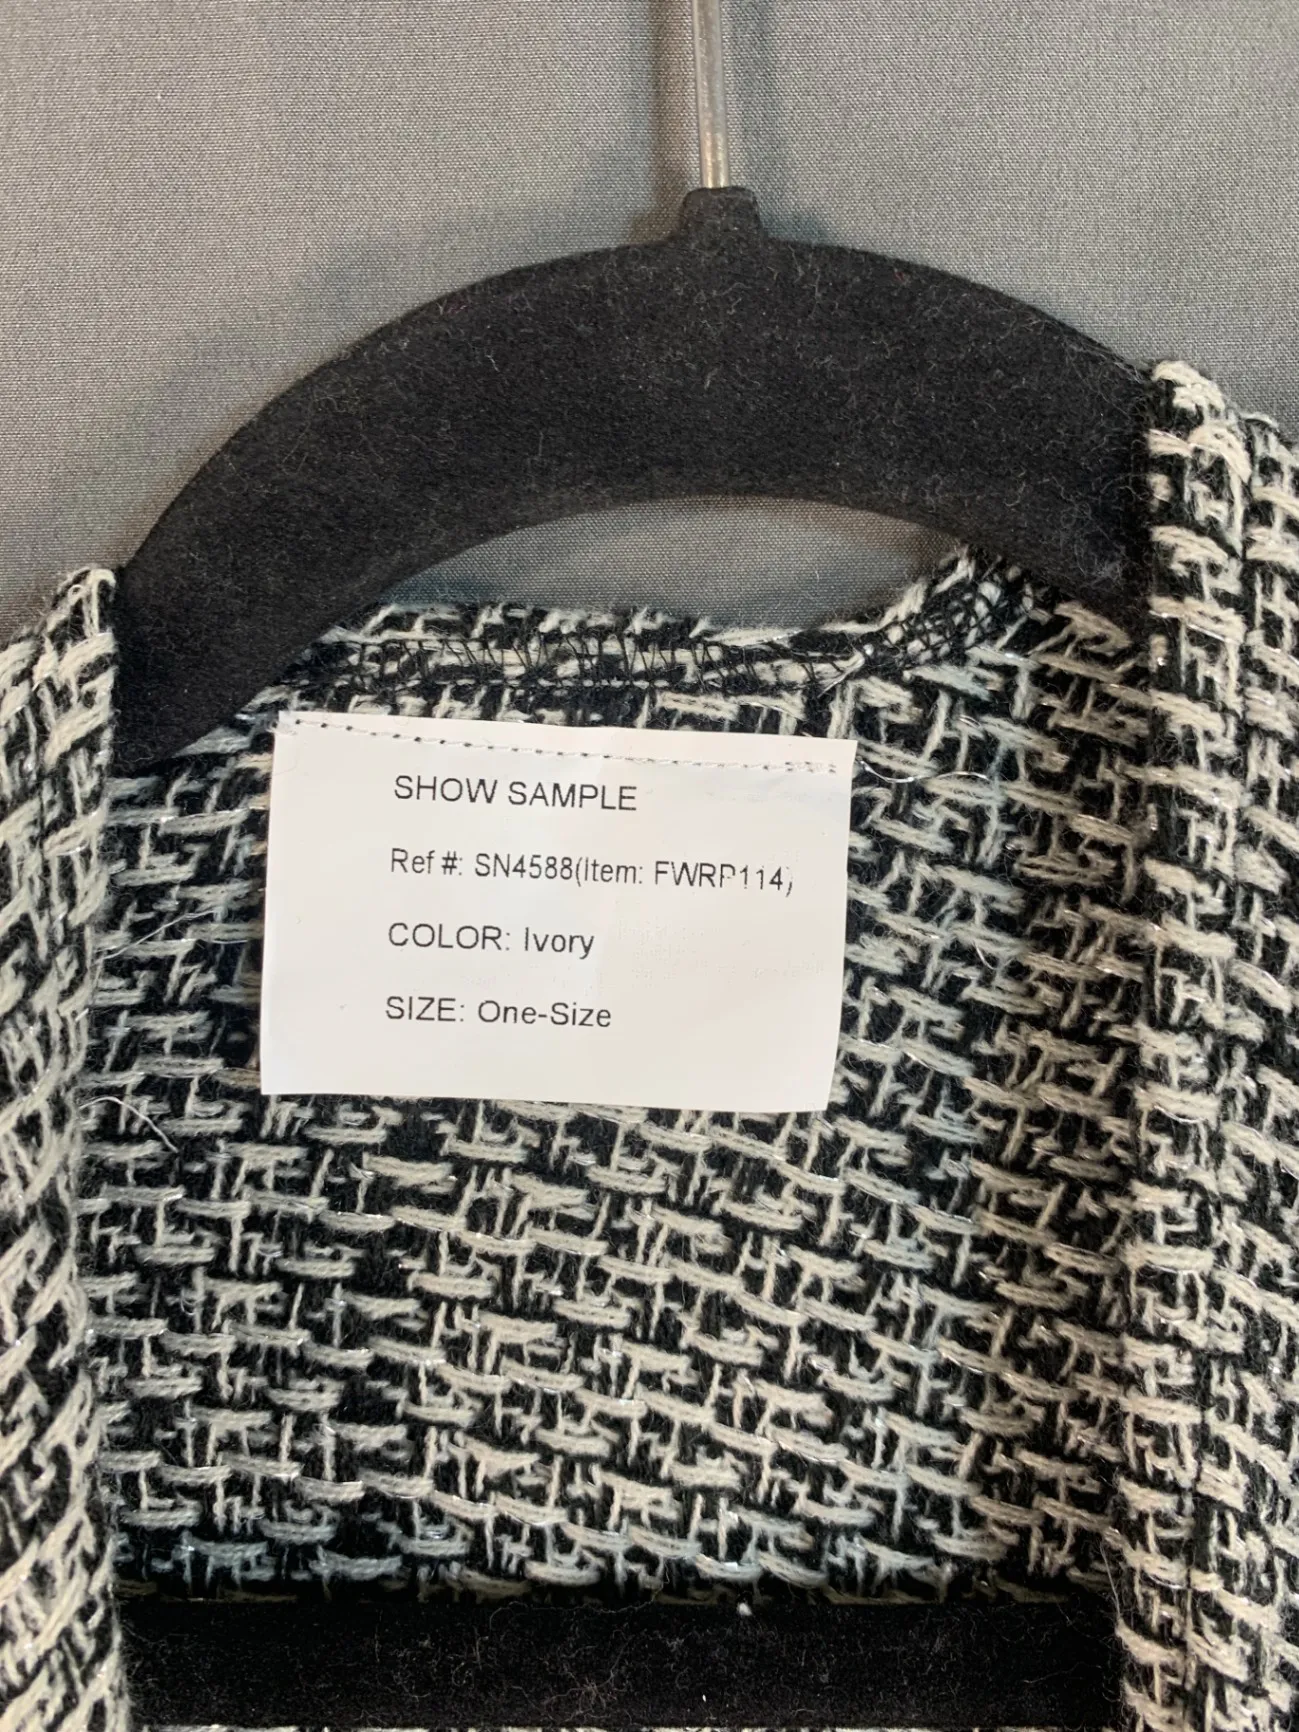 SHOW SAMPLE
Ref #: SN4588(Item: FWRP114)
COLOR: Ivory
SIZE: One-Size